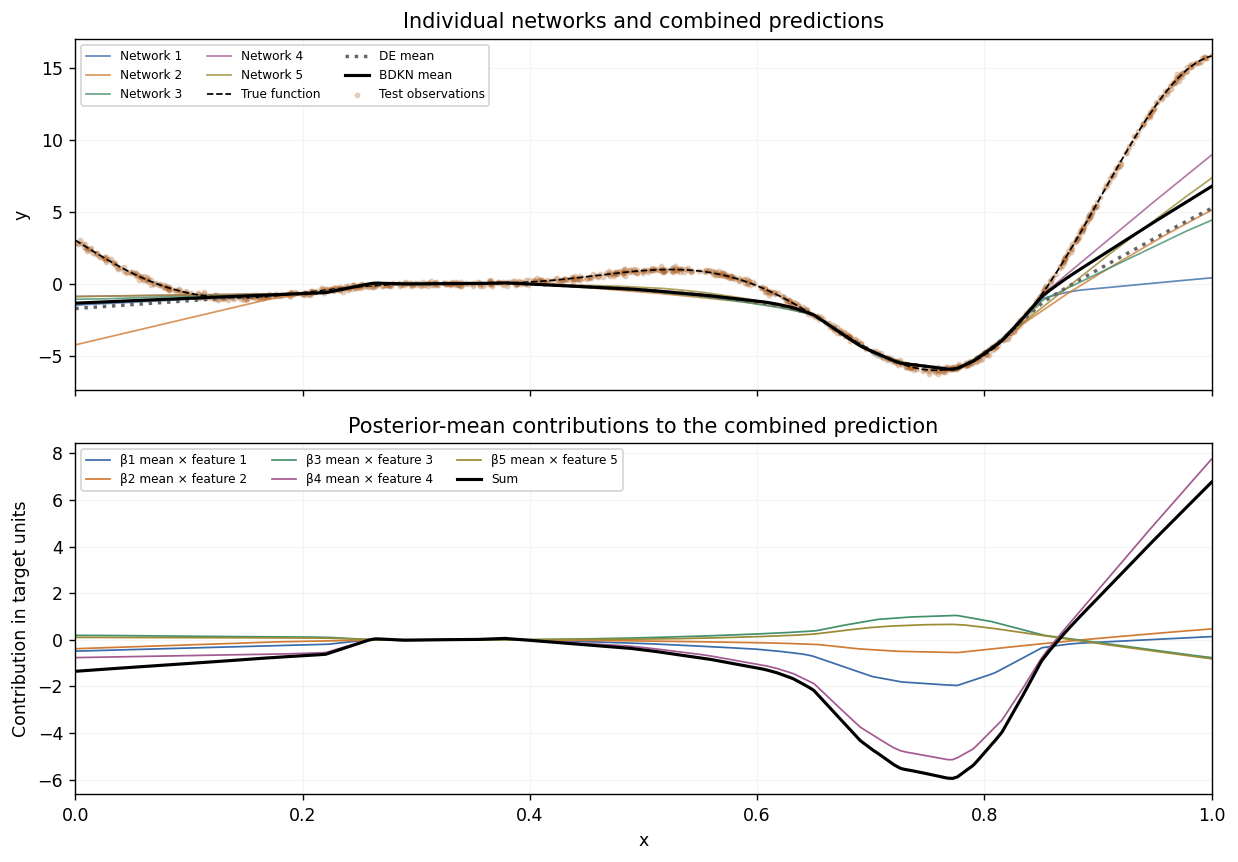 Individual networks and combined predictions
Network 1
Network 2
Network 3
Network 4
Network 5
True function
DE mean
BDKN mean
Test observations
15
10
5
0
−5
y
Posterior-mean contributions to the combined prediction
β1 mean × feature 1
β2 mean × feature 2
β3 mean × feature 3
β4 mean × feature 4
β5 mean × feature 5
Sum
8
6
4
2
0
−2
−4
−6
Contribution in target units
0.0
0.2
0.4
0.6
0.8
1.0
x